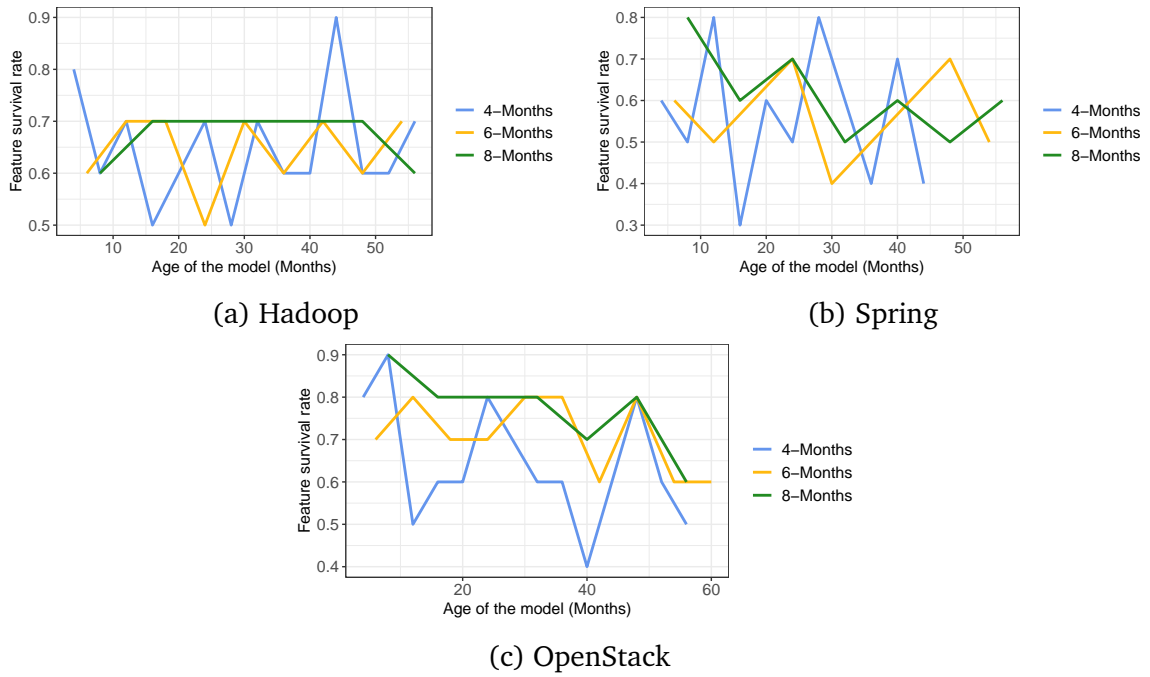 Feature survival rate
0.9
0.8
0.7
0.6
0.5
10 20 30 40 50
Age of the model (Months)
4−Months
6−Months
8−Months
(a) Hadoop
Feature survival rate
0.8
0.7
0.6
0.5
0.4
0.3
10 20 30 40 50
Age of the model (Months)
4−Months
6−Months
8−Months
(b) Spring
Feature survival rate
0.9
0.8
0.7
0.6
0.5
0.4
20 40 60
Age of the model (Months)
4−Months
6−Months
8−Months
(c) OpenStack